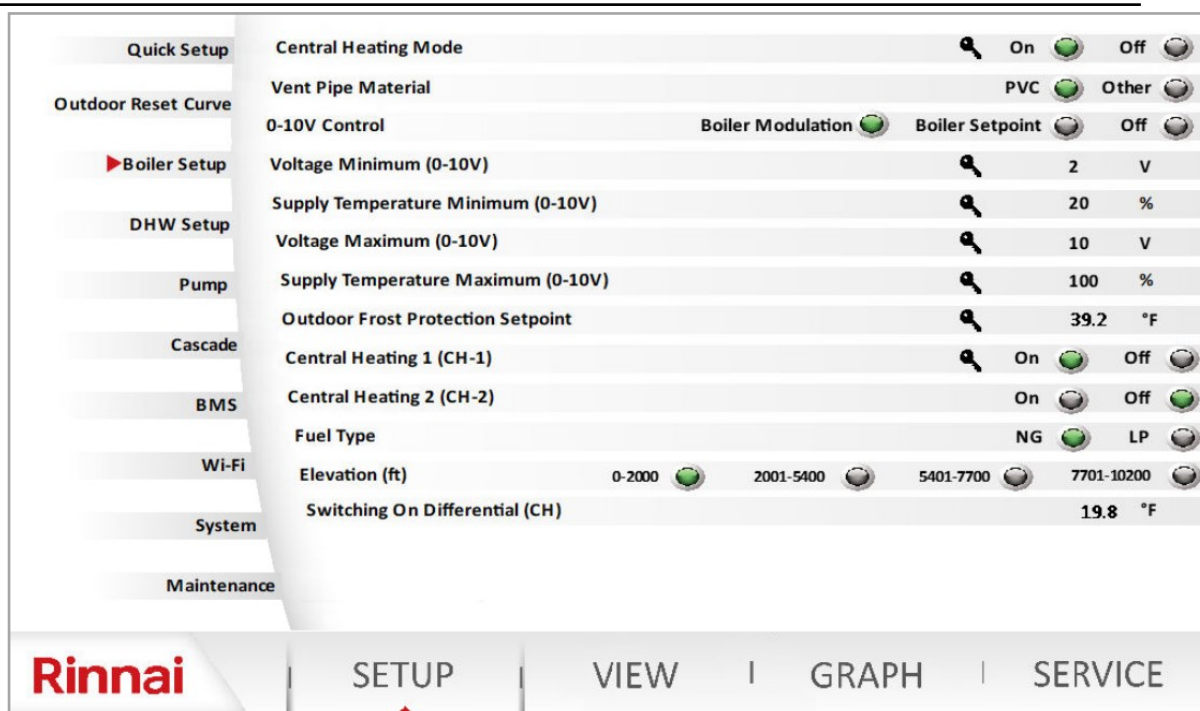 Quick Setup
Outdoor Reset Curve
Boiler Setup
DHW Setup
Pump
Cascade
BMS
Wi-Fi
System
Maintenance
Central Heating Mode On Off
Vent Pipe Material PVC Other
0-10V Control Boiler Modulation Boiler Setpoint Off
Voltage Minimum (0-10V) 2 V
Supply Temperature Minimum (0-10V) 20 %
Voltage Maximum (0-10V) 10 V
Supply Temperature Maximum (0-10V) 100 %
Outdoor Frost Protection Setpoint 39.2 °F
Central Heating 1 (CH-1) On Off
Central Heating 2 (CH-2) On Off
Fuel Type NG LP
Elevation (ft) 0-2000 2001-5400 5401-7700 7701-10200
Switching On Differential (CH) 19.8 °F
Rinnai SETUP VIEW GRAPH SERVICE